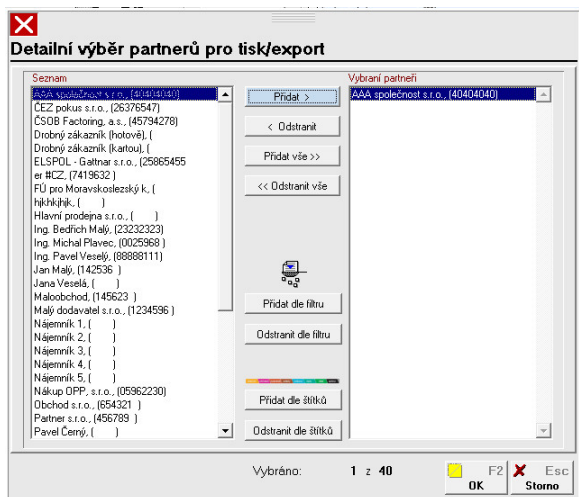 Detailní výběr partnerů pro tisk/export
Seznam
AAA společnost s.r.o., (40404040)
ČEZ pokus s.r.o., (26376547)
ČSOB Factoring, a.s., (45794278)
Drobný zákazník (hotově), (
Drobný zákazník (kartou), (
ELSPOL - Gattnar s.r.o., (25865455
er #CZ, (7419632 )
FÚ pro Moravskoslezský k, (
hjkhkjhjk, ( )
Hlavní prodejna s.r.o., ( )
Ing. Bedřich Malý, (23232323)
Ing. Michal Plavec, (0025968 )
Ing. Pavel Veselý, (88888111)
Jan Malý, (142536 )
Jana Veselá, ( )
Maloobchod, (145623 )
Malý dodavatel s.r.o., (1234596 )
Nájemník 1, ( )
Nájemník 2, ( )
Nájemník 3, ( )
Nájemník 4, ( )
Nájemník 5, ( )
Nákup OPP, s.r.o., (05962230)
Obchod s.r.o., (654321 )
Partner s.r.o., (456789 )
Pavel Černý, ( )
Přidat >
< Odstranit
Přidat vše >>
<< Odstranit vše
Přidat dle filtru
Odstranit dle filtru
Přidat dle štítků
Odstranit dle štítků
Vybraní partneři
AAA společnost s.r.o., (40404040)
Vybráno: 1 z 40
F2 OK
Esc Storno